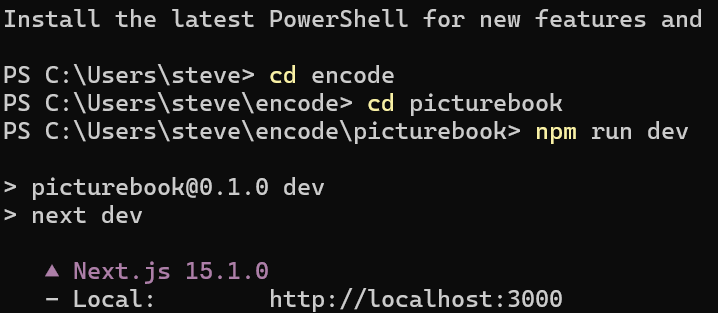 Install the latest PowerShell for new features and
PS C:\Users\steve> cd encode
PS C:\Users\steve\encode> cd picturebook
PS C:\Users\steve\encode\picturebook> npm run dev
> picturebook@0.1.0 dev
> next dev
▲ Next.js 15.1.0
- Local:        http://localhost:3000